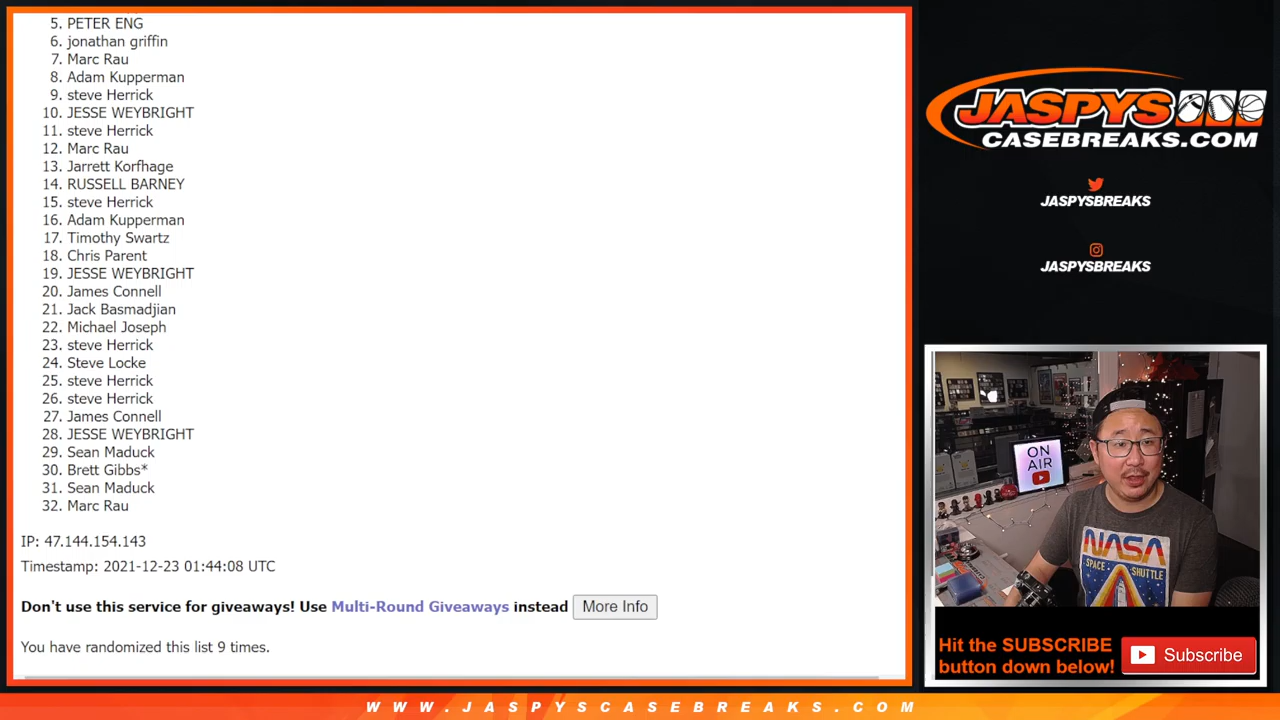 5. PETER ENG
6. jonathan griffin
7. Marc Rau
8. Adam Kupperman
9. steve Herrick
10. JESSE WEYBRIGHT
11. steve Herrick
12. Marc Rau
13. Jarrett Korfhage
14. RUSSELL BARNEY
15. steve Herrick
16. Adam Kupperman
17. Timothy Swartz
18. Chris Parent
19. JESSE WEYBRIGHT
20. James Connell
21. Jack Basmadjian
22. Michael Joseph
23. steve Herrick
24. Steve Locke
25. steve Herrick
26. steve Herrick
27. James Connell
28. JESSE WEYBRIGHT
29. Sean Maduck
30. Brett Gibbs*
31. Sean Maduck
32. Marc Rau
IP: 47.144.154.143
Timestamp: 2021-12-23 01:44:08 UTC
Don't use this service for giveaways! Use Multi-Round Giveaways instead More Info
You have randomized this list 9 times.
JASPYS
CASEBREAKS.COM
JASPYSBREAKS
JASPYSBREAKS
ON
AIR
NASA
SPACE SHUTTLE
Hit the SUBSCRIBE
button down below!
Subscribe
WWW.JASPYSCASEBREAKS.COM